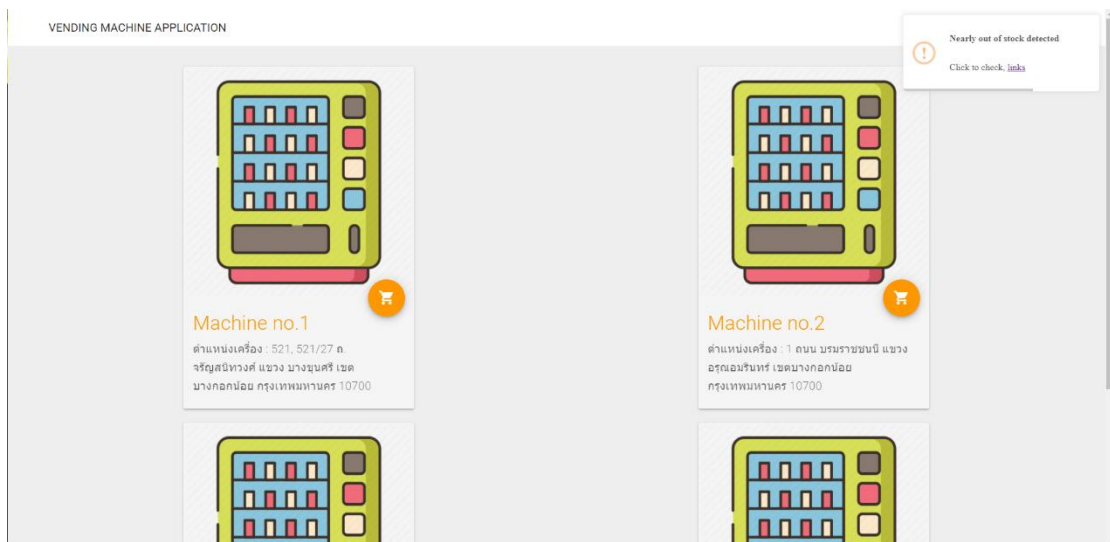 VENDING MACHINE APPLICATION
Nearly out of stock detected
Click to check, links
Machine no.1
ตำแหน่งเครื่อง : 521, 521/27 ถ.
จรัญสนิทวงศ์ แขวง บางขุนศรี เขต
บางกอกน้อย กรุงเทพมหานคร 10700
Machine no.2
ตำแหน่งเครื่อง : 1 ถนน บรมราชชนนี แขวง
อรุณอมรินทร์ เขตบางกอกน้อย
กรุงเทพมหานคร 10700